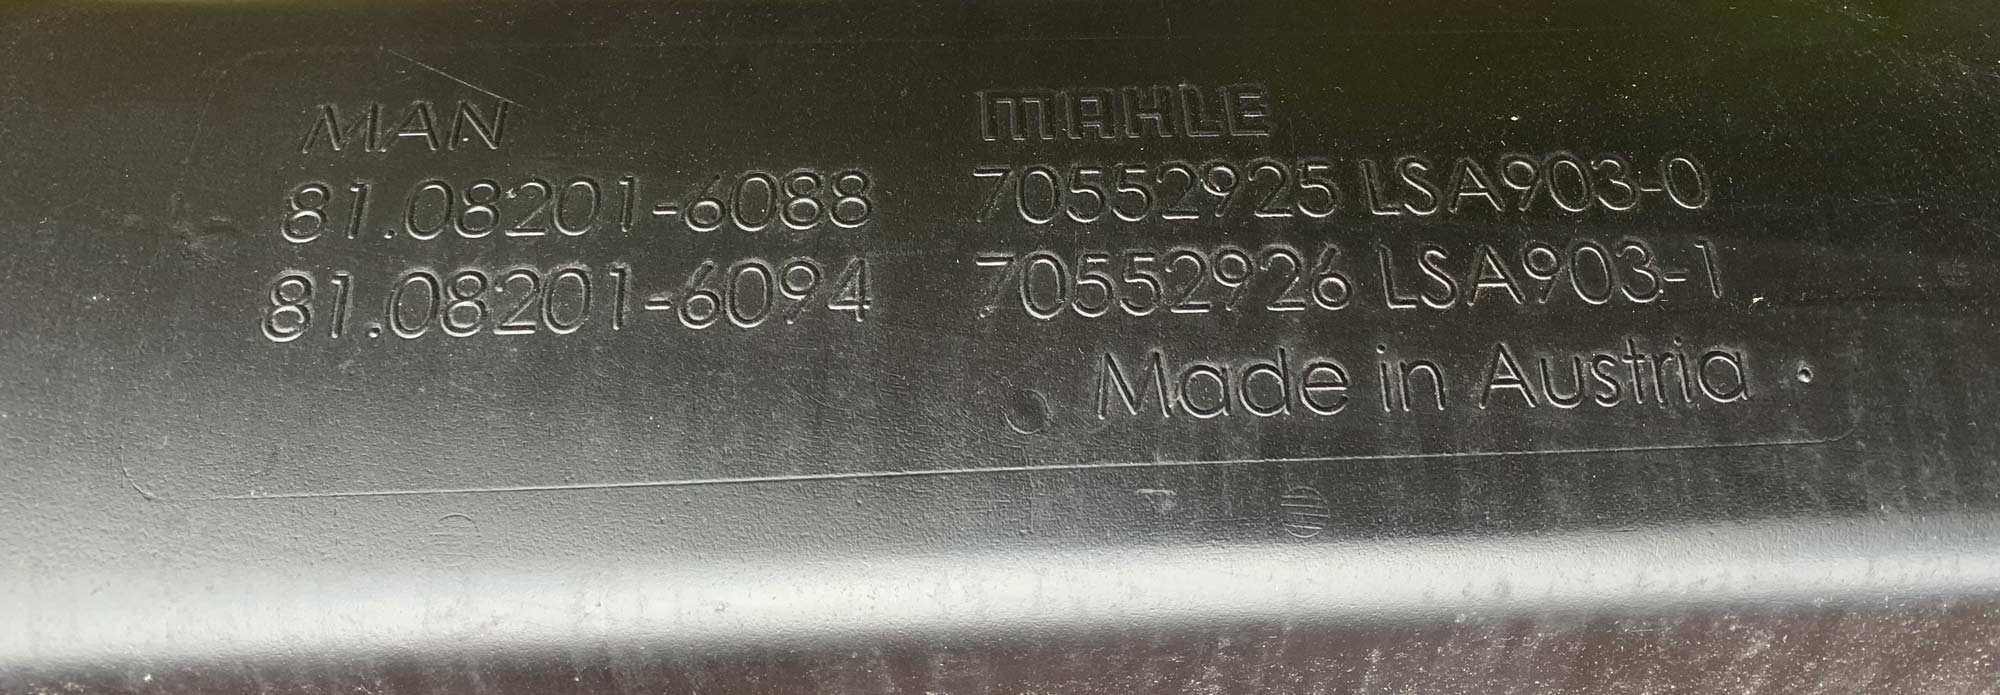 MAN MAHLE
81.08201-6088 70552925 LSA903-0
81.08201-6094 70552926 LSA903-1
Made in Austria